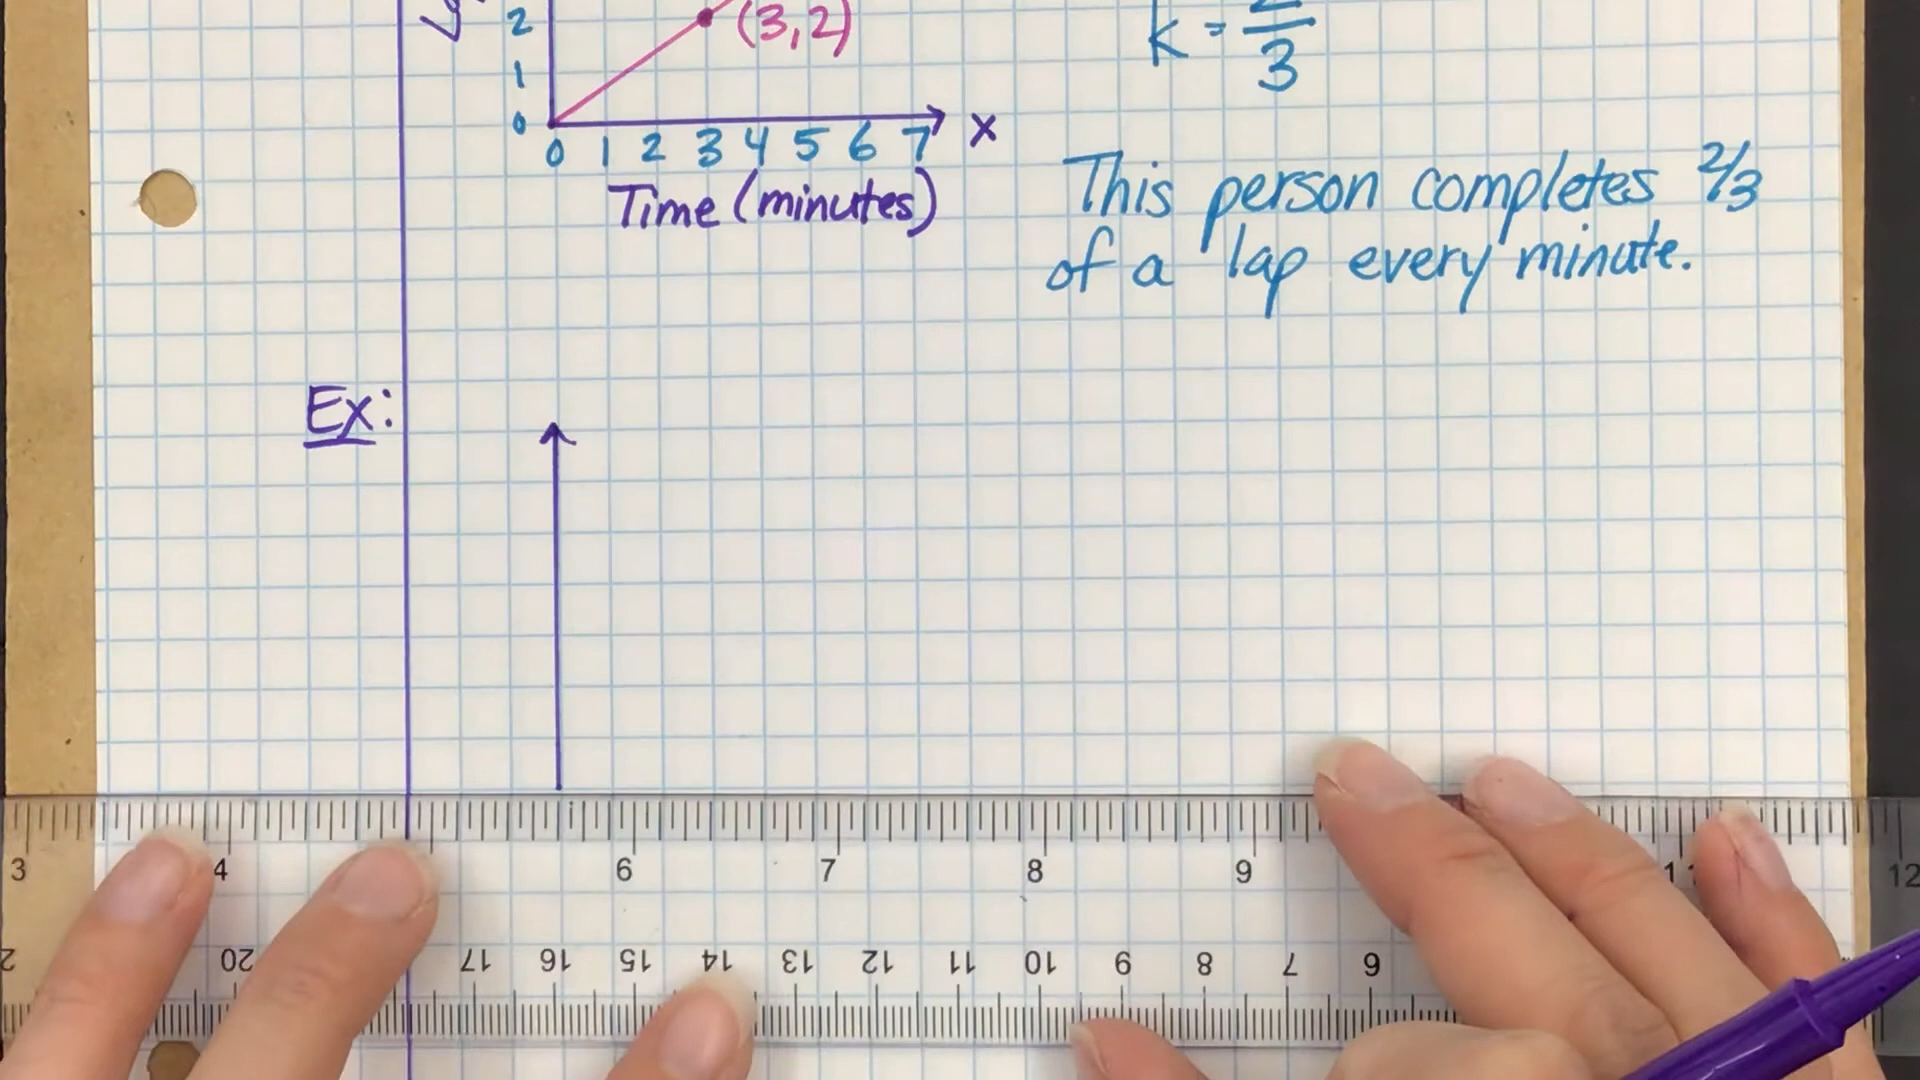 2
(3,2)
1
0
0 1 2 3 4 5 6 7 x
Time (minutes)
k = 2/3
This person completes 2/3
of a lap every minute.
Ex:
3 4 6 7 8 9 12
20 17 16 15 14 13 12 11 10 9 8 7 6